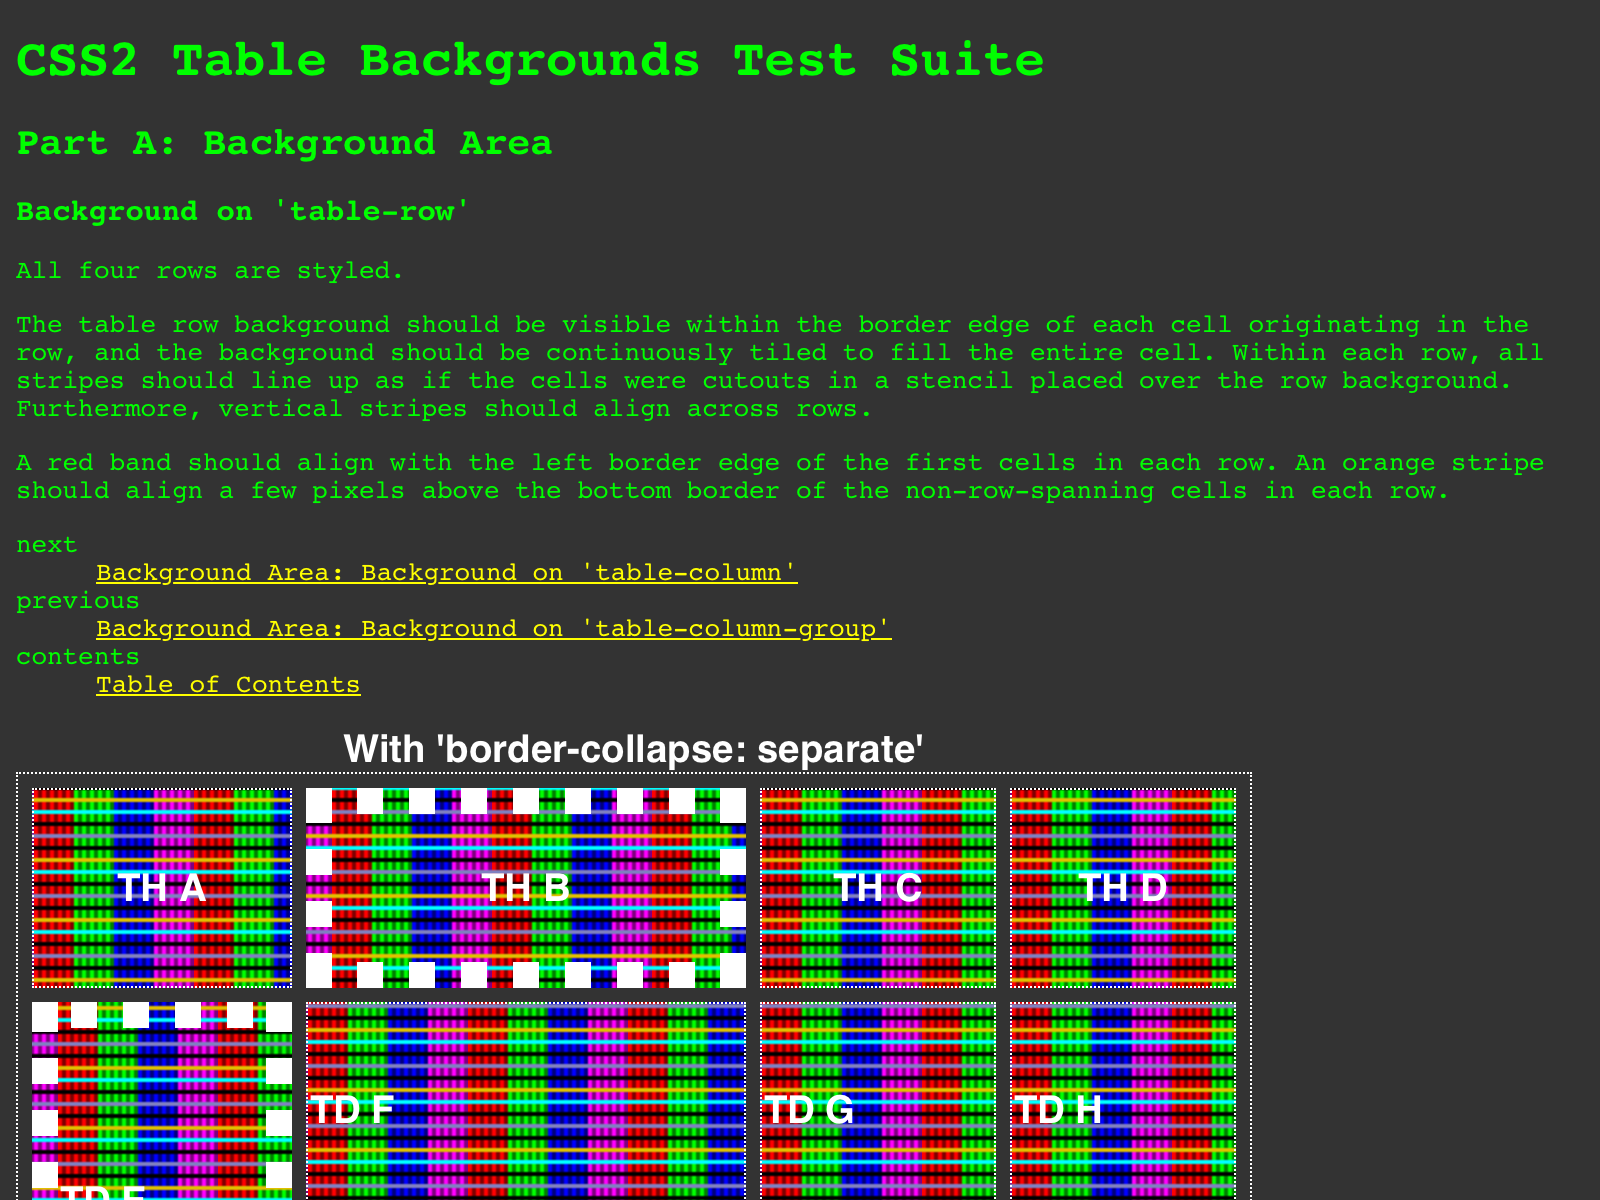 CSS2 Table Backgrounds Test Suite
Part A: Background Area
Background on 'table-row'
All four rows are styled.
The table row background should be visible within the border edge of each cell originating in the
row, and the background should be continuously tiled to fill the entire cell. Within each row, all
stripes should line up as if the cells were cutouts in a stencil placed over the row background.
Furthermore, vertical stripes should align across rows.
A red band should align with the left border edge of the first cells in each row. An orange stripe
should align a few pixels above the bottom border of the non-row-spanning cells in each row.
next
Background Area: Background on 'table-column'
previous
Background Area: Background on 'table-column-group'
contents
Table of Contents
With 'border-collapse: separate'
TH A TH B TH C TH D
TD F TD G TD H
TD E